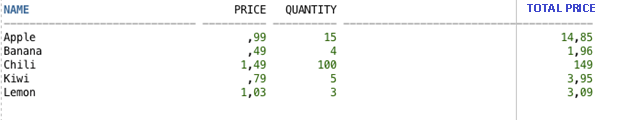 NAME PRICE QUANTITY TOTAL PRICE
Apple ,99 15 14,85
Banana ,49 4 1,96
Chili 1,49 100 149
Kiwi ,79 5 3,95
Lemon 1,03 3 3,09